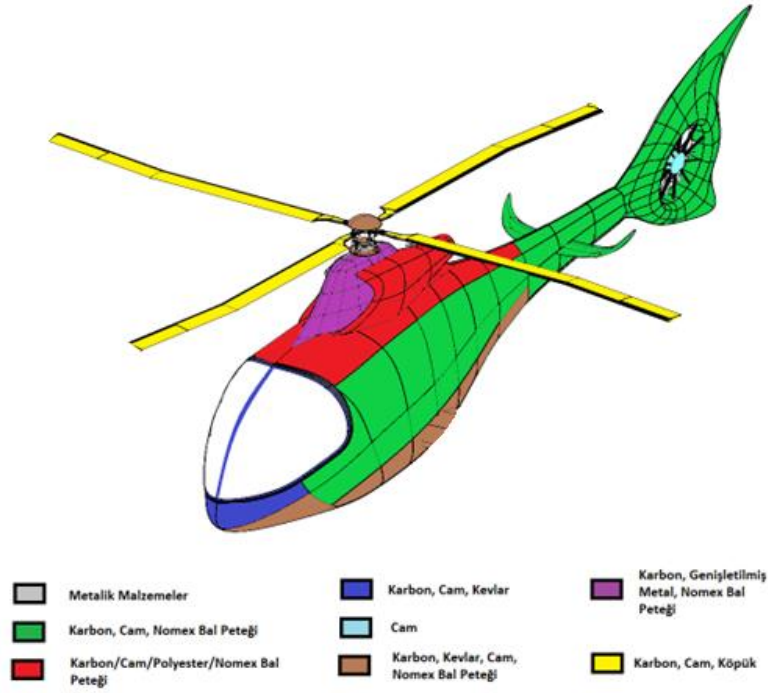 Metalik Malzemeler
Karbon, Cam, Nomex Bal Peteği
Karbon/Cam/Polyester/Nomex Bal
Peteği
Karbon, Cam, Kevlar
Cam
Karbon, Kevlar, Cam,
Nomex Bal Peteği
Karbon, Genişletilmiş
Metal, Nomex Bal
Peteği
Karbon, Cam, Köpük